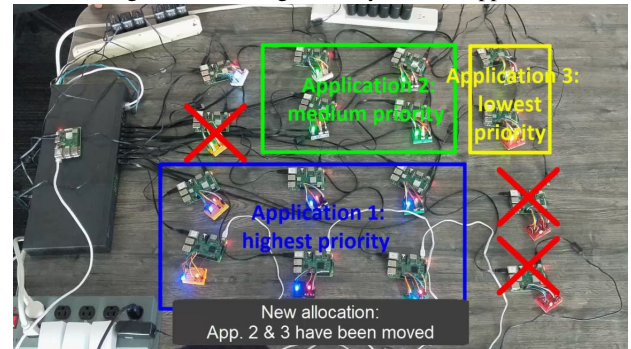 Application 2:
medium priority
Application 3:
lowest
priority
Application 1:
highest priority
New allocation:
App. 2 & 3 have been moved